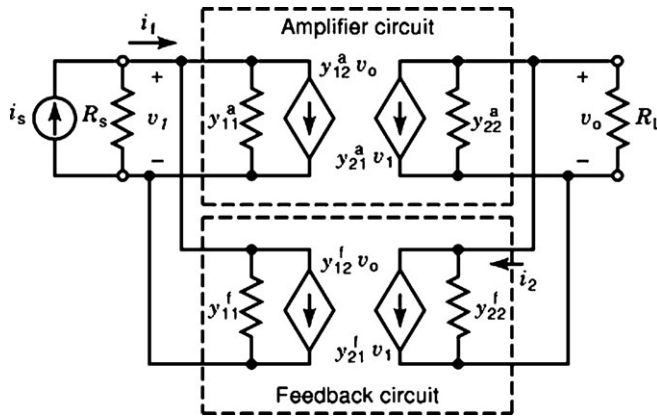 i₁
Amplifier circuit
+
y₁₂ᵃ vₒ
+
iₛ
Rₛ
v₁
y₁₁ᵃ
y₂₂ᵃ
vₒ
R_L
−
y₂₁ᵃ v₁
−
y₁₂ᶠ vₒ
i₂
y₁₁ᶠ
y₂₂ᶠ
y₂₁ᶠ v₁
Feedback circuit